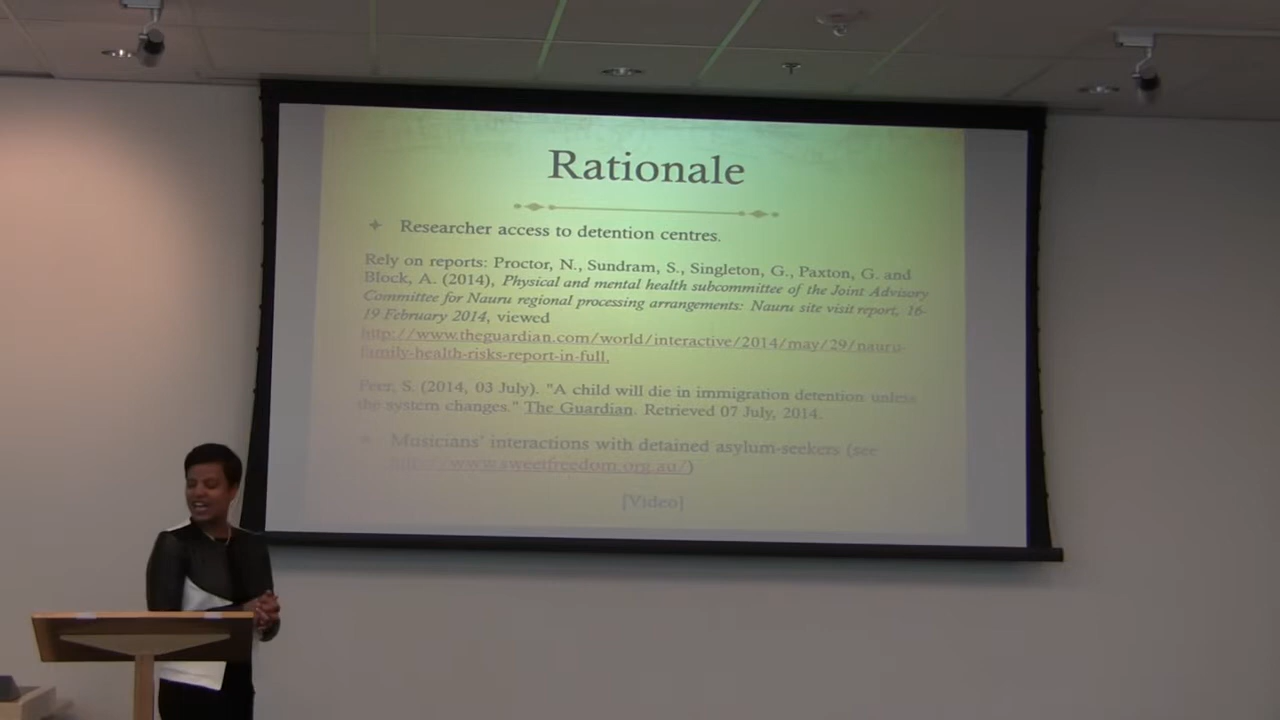 Rationale
Researcher access to detention centres.
Rely on reports: Proctor, N., Sundram, S., Singleton, G., Paxton, G. and
Block, A. (2014), Physical and mental health subcommittee of the Joint Advisory
Committee for Nauru regional processing arrangements: Nauru site visit report, 16-
19 February 2014, viewed
http://www.theguardian.com/world/interactive/2014/may/29/nauru-
family-health-risks-report-in-full.
S. (2014, 03 July). "A child will die in immigration detention unless
the system changes." The Guardian. Retrieved 07 July, 2014.
Musicians' interactions with detained asylum-seekers (see
http://www.sweetfreedom.org.au/)
[Video]